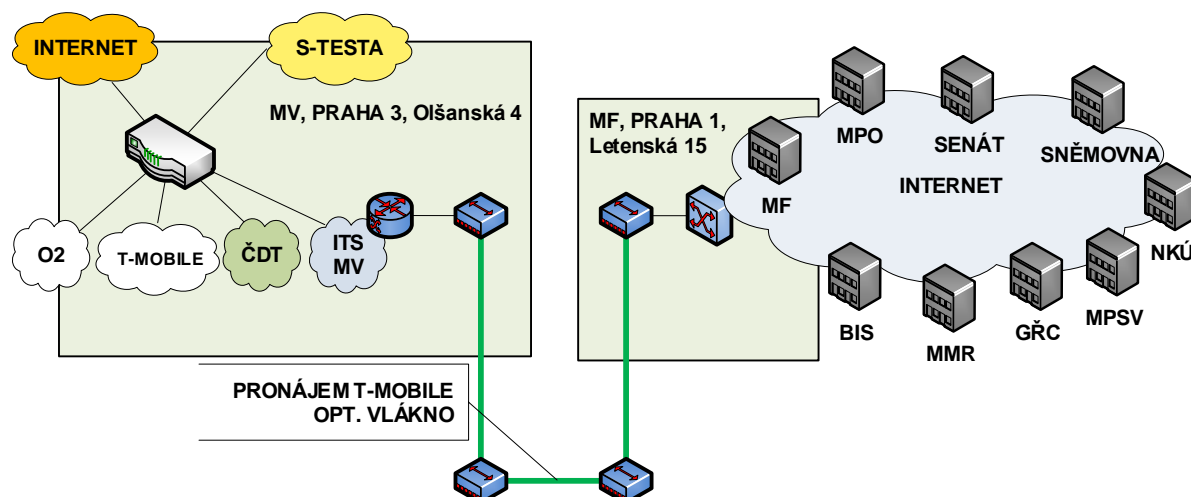 INTERNET
S-TESTA
MV, PRAHA 3, Olšanská 4
O2
T-MOBILE
ČDT
ITS
MV
MF, PRAHA 1,
Letenská 15
MF
MPO
SENÁT
SNĚMOVNA
INTERNET
NKÚ
MPSV
GŘC
MMR
BIS
PRONÁJEM T-MOBILE
OPT. VLÁKNO